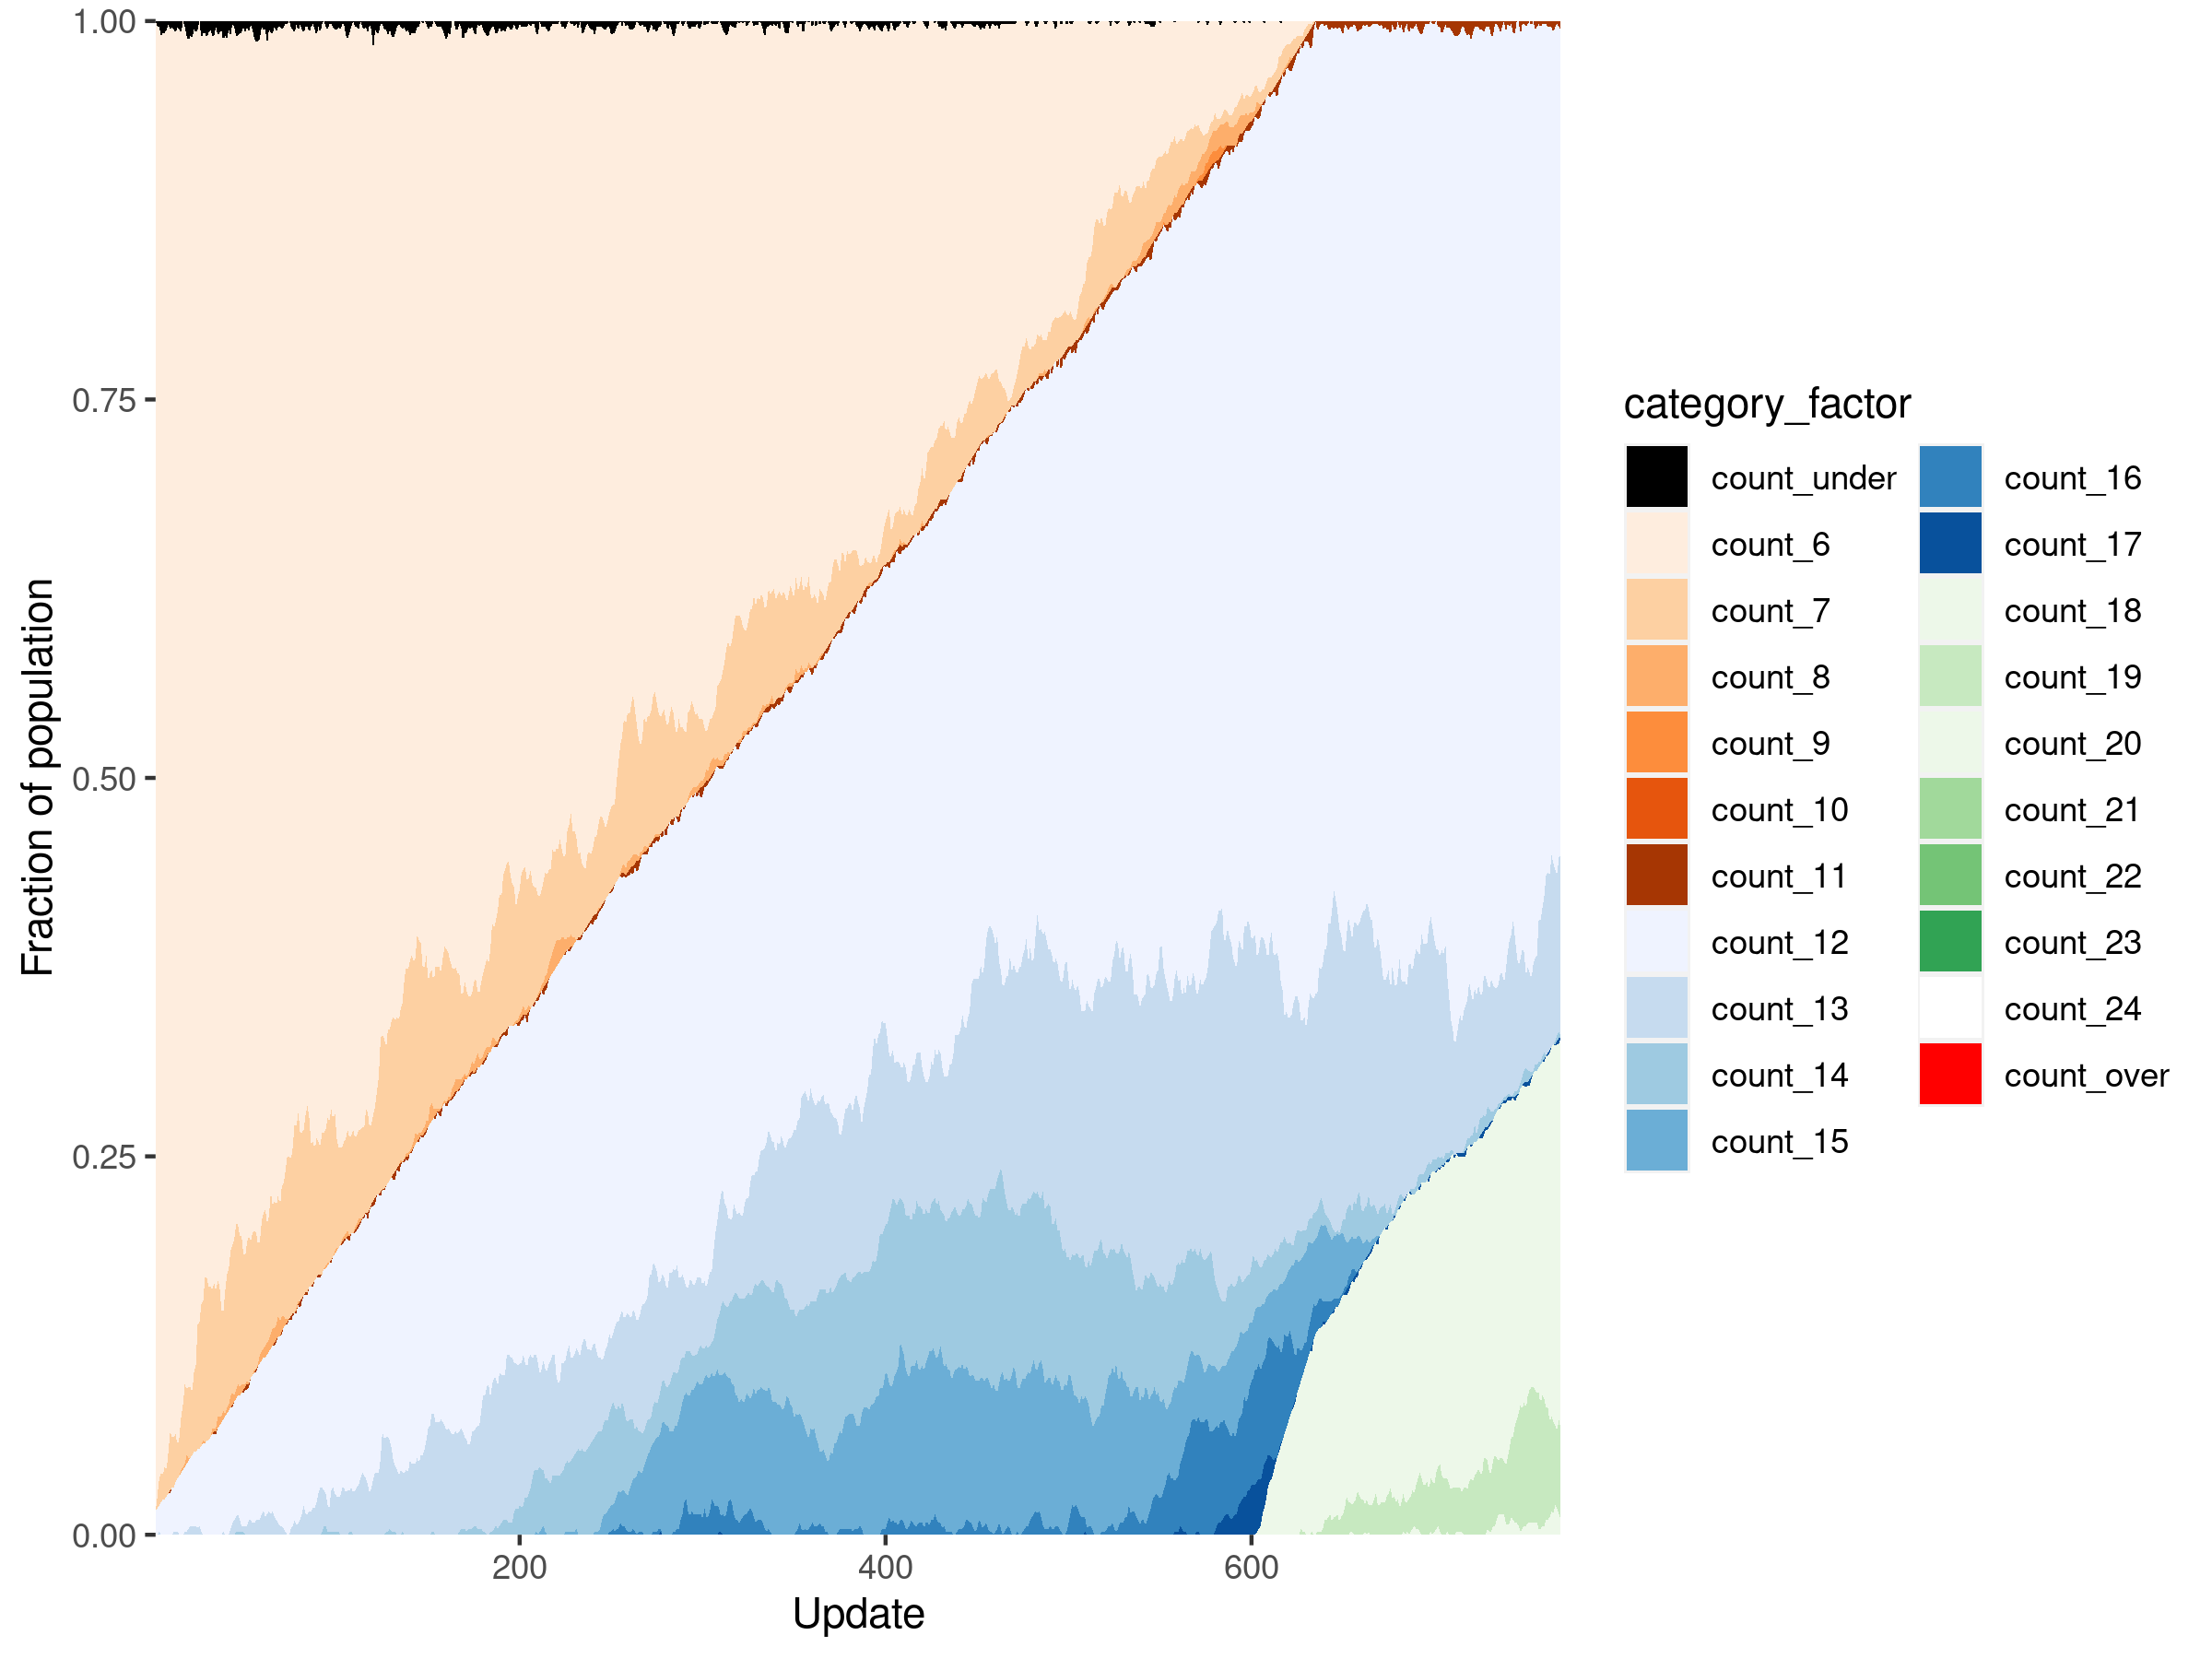 1.00
0.75
0.50
0.25
0.00
Fraction of population
200 400 600
Update
category_factor
count_under
count_6
count_7
count_8
count_9
count_10
count_11
count_12
count_13
count_14
count_15
count_16
count_17
count_18
count_19
count_20
count_21
count_22
count_23
count_24
count_over